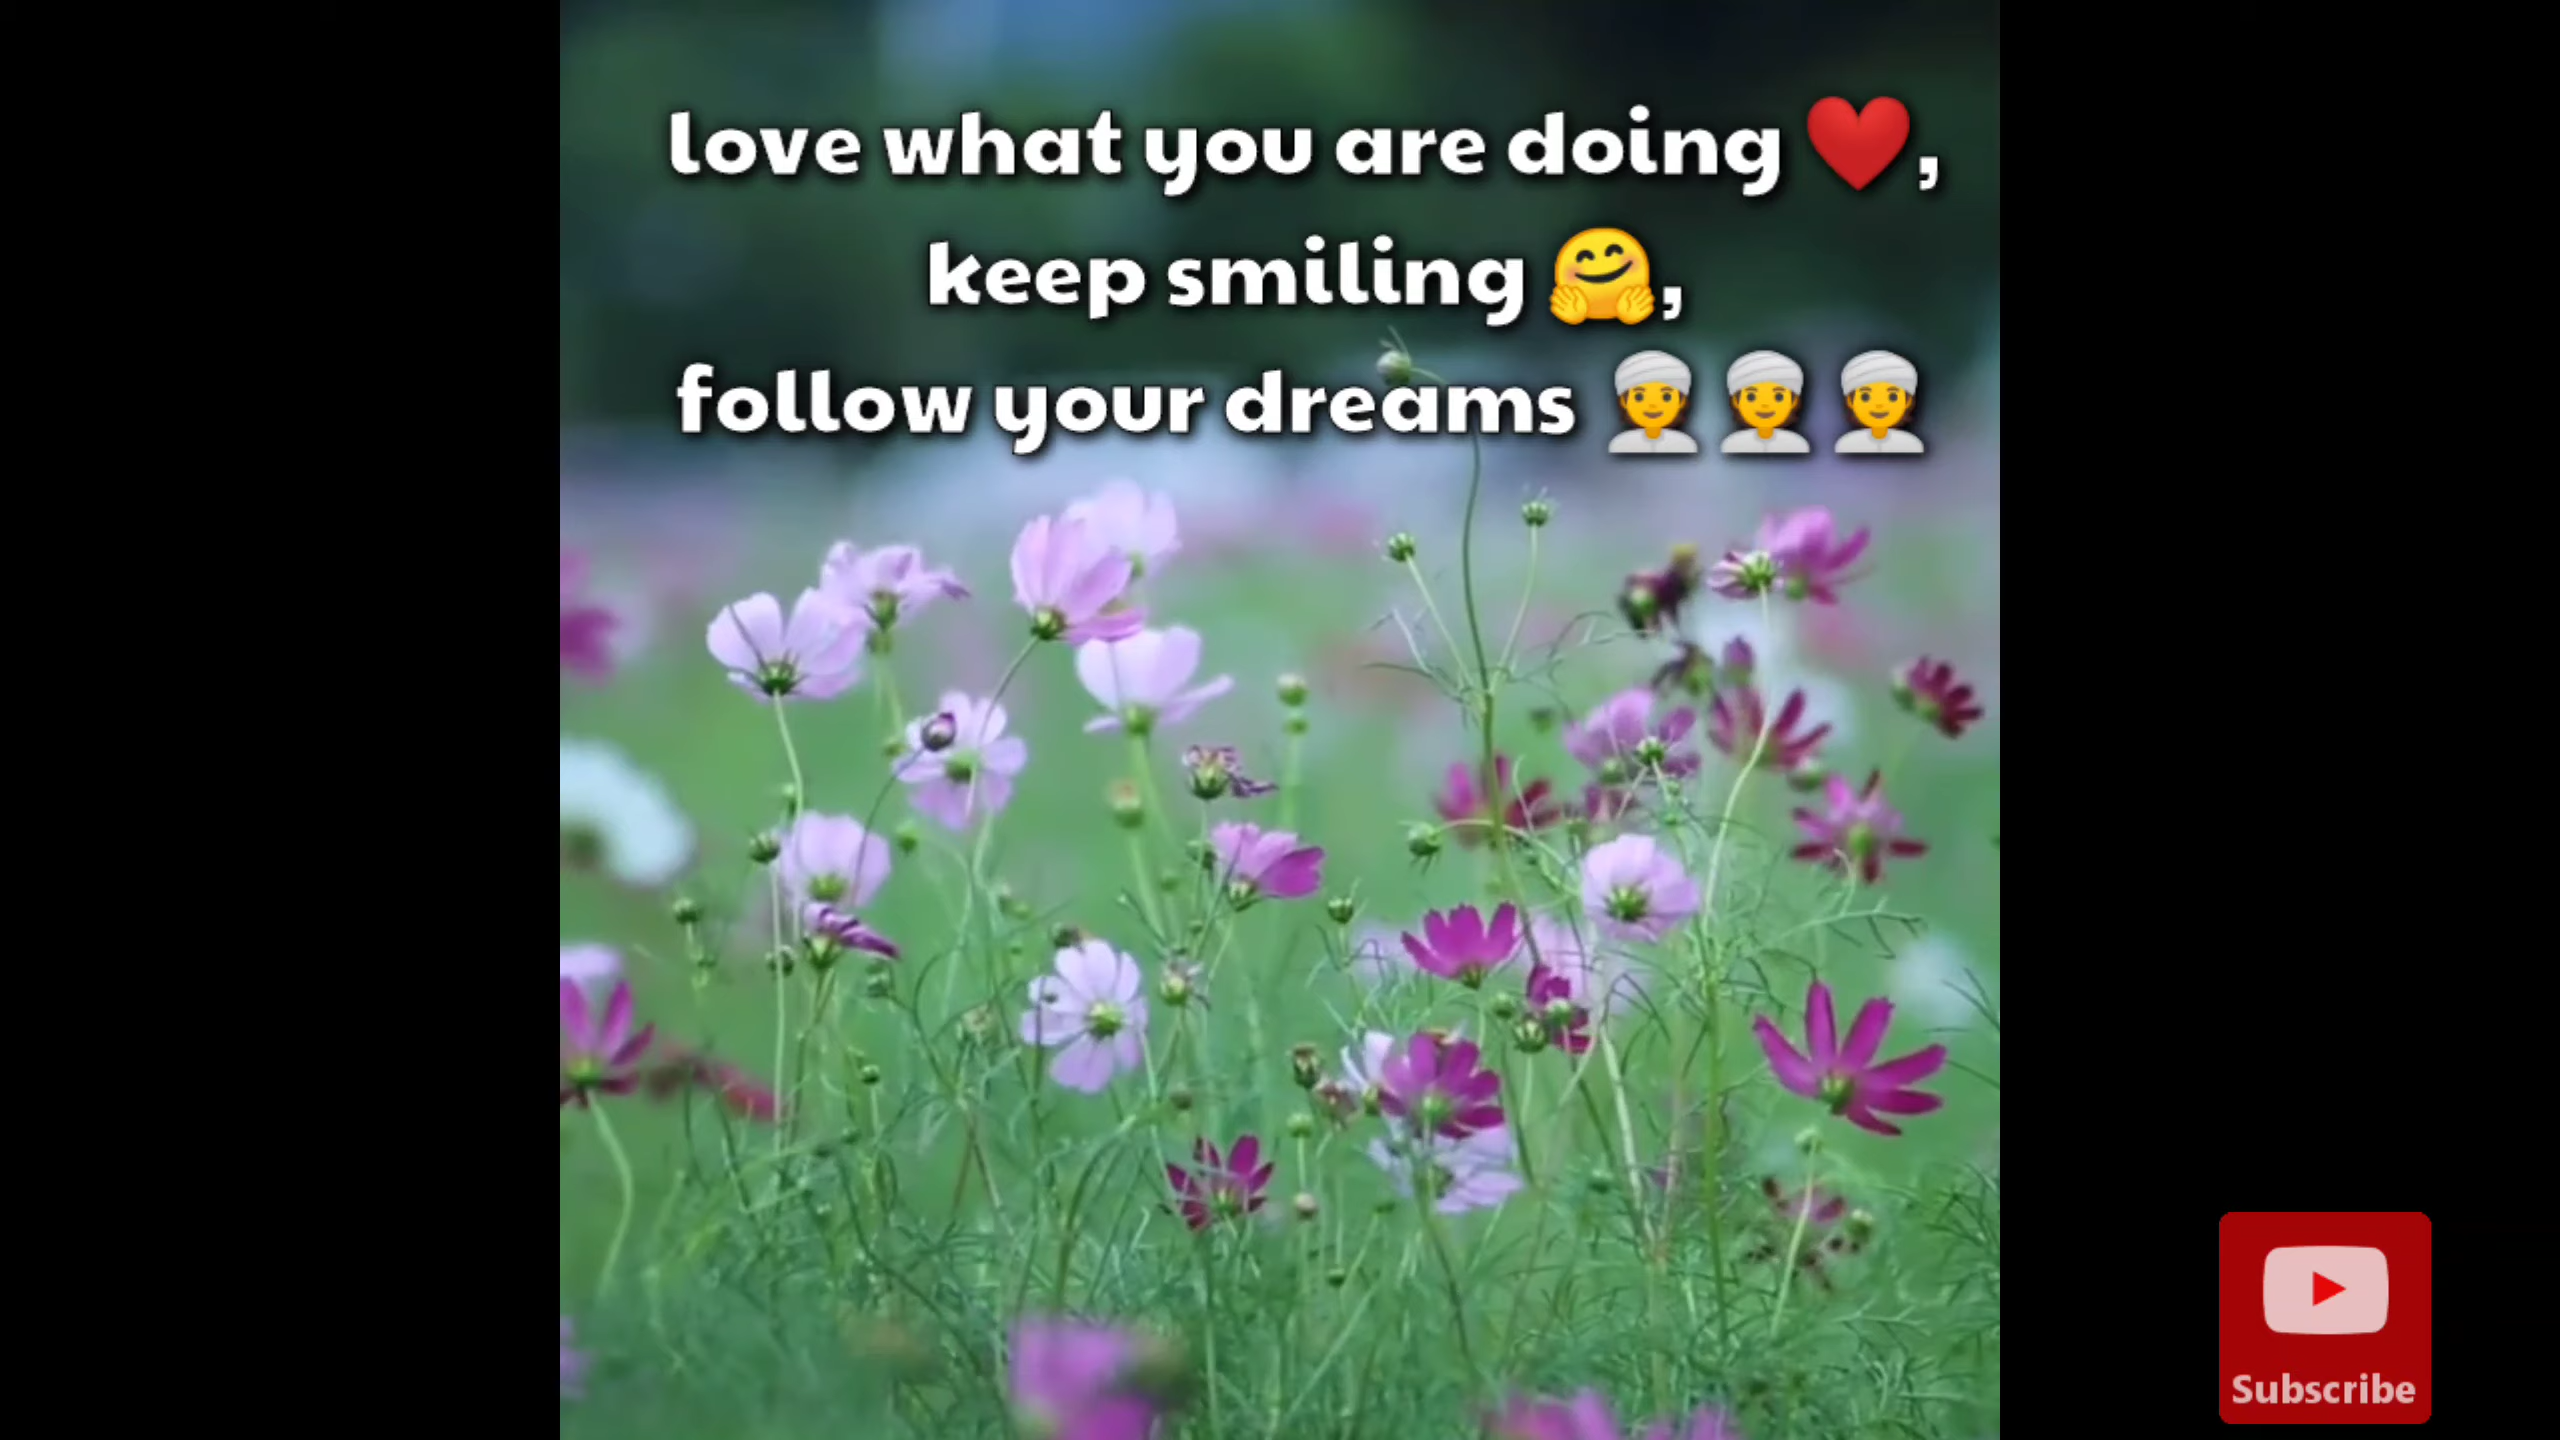 love what you are doing ❤️,
keep smiling 🤗,
follow your dreams 👳‍♀️👳‍♀️👳‍♀️
Subscribe